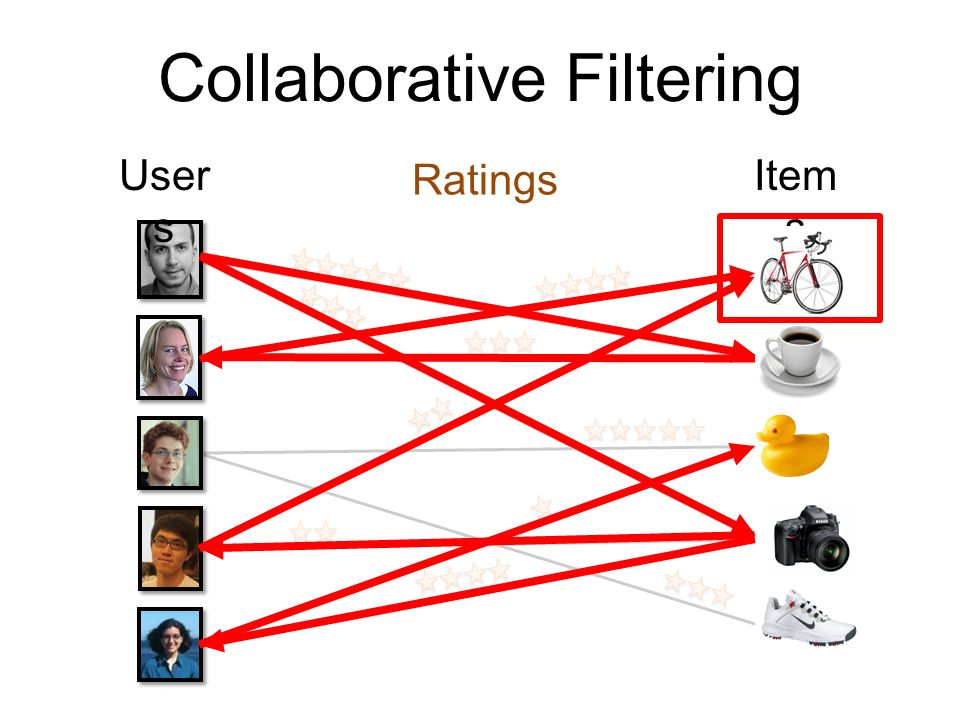 Collaborative Filtering
User
s
Ratings
Item
s